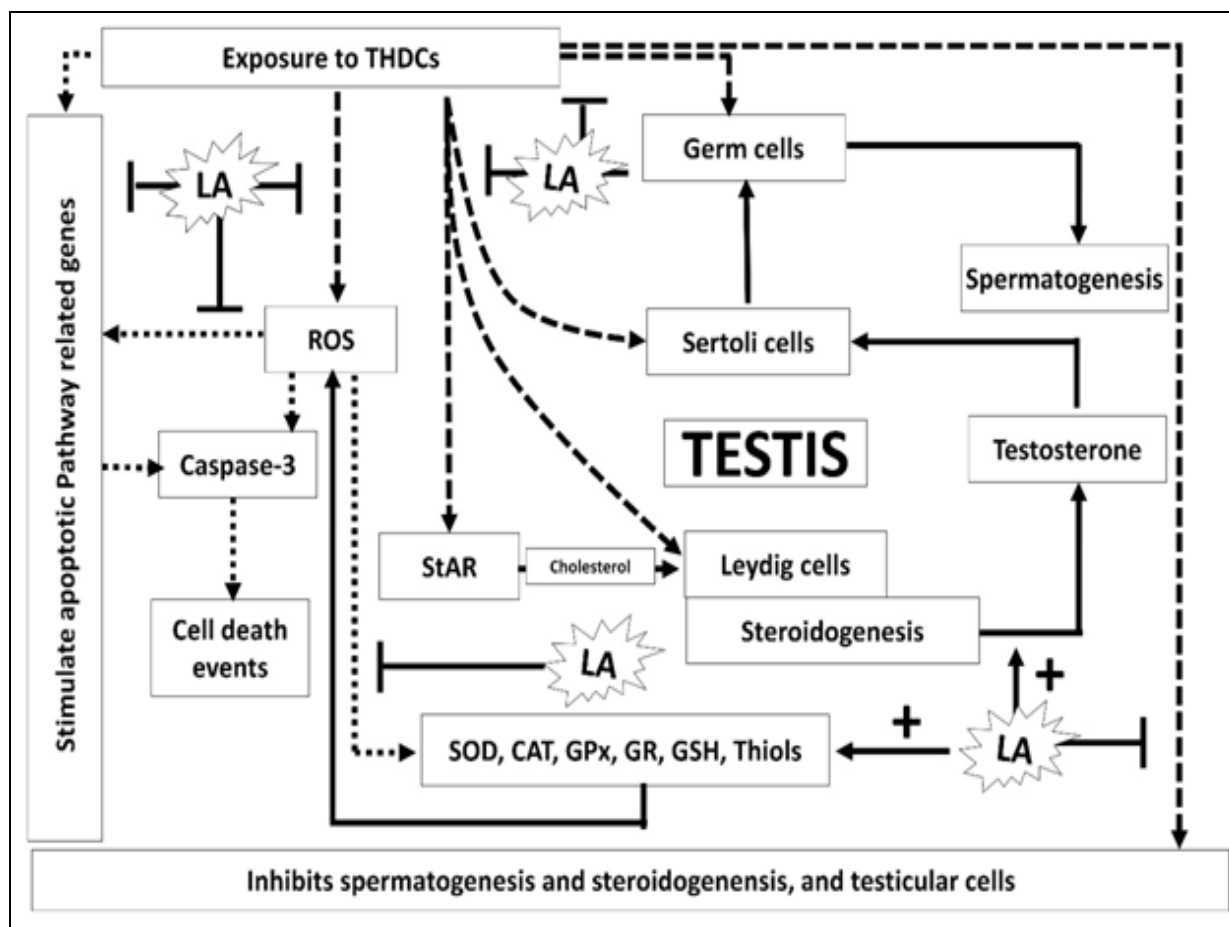 Exposure to THDCs
Stimulate apoptotic Pathway related genes
LA
LA
Germ cells
Spermatogenesis
ROS
Sertoli cells
Caspase-3
TESTIS
Testosterone
StAR
Cholesterol
Leydig cells
Steroidogenesis
Cell death
events
LA
+
+
LA
SOD, CAT, GPx, GR, GSH, Thiols
Inhibits spermatogenesis and steroidogenensis, and testicular cells